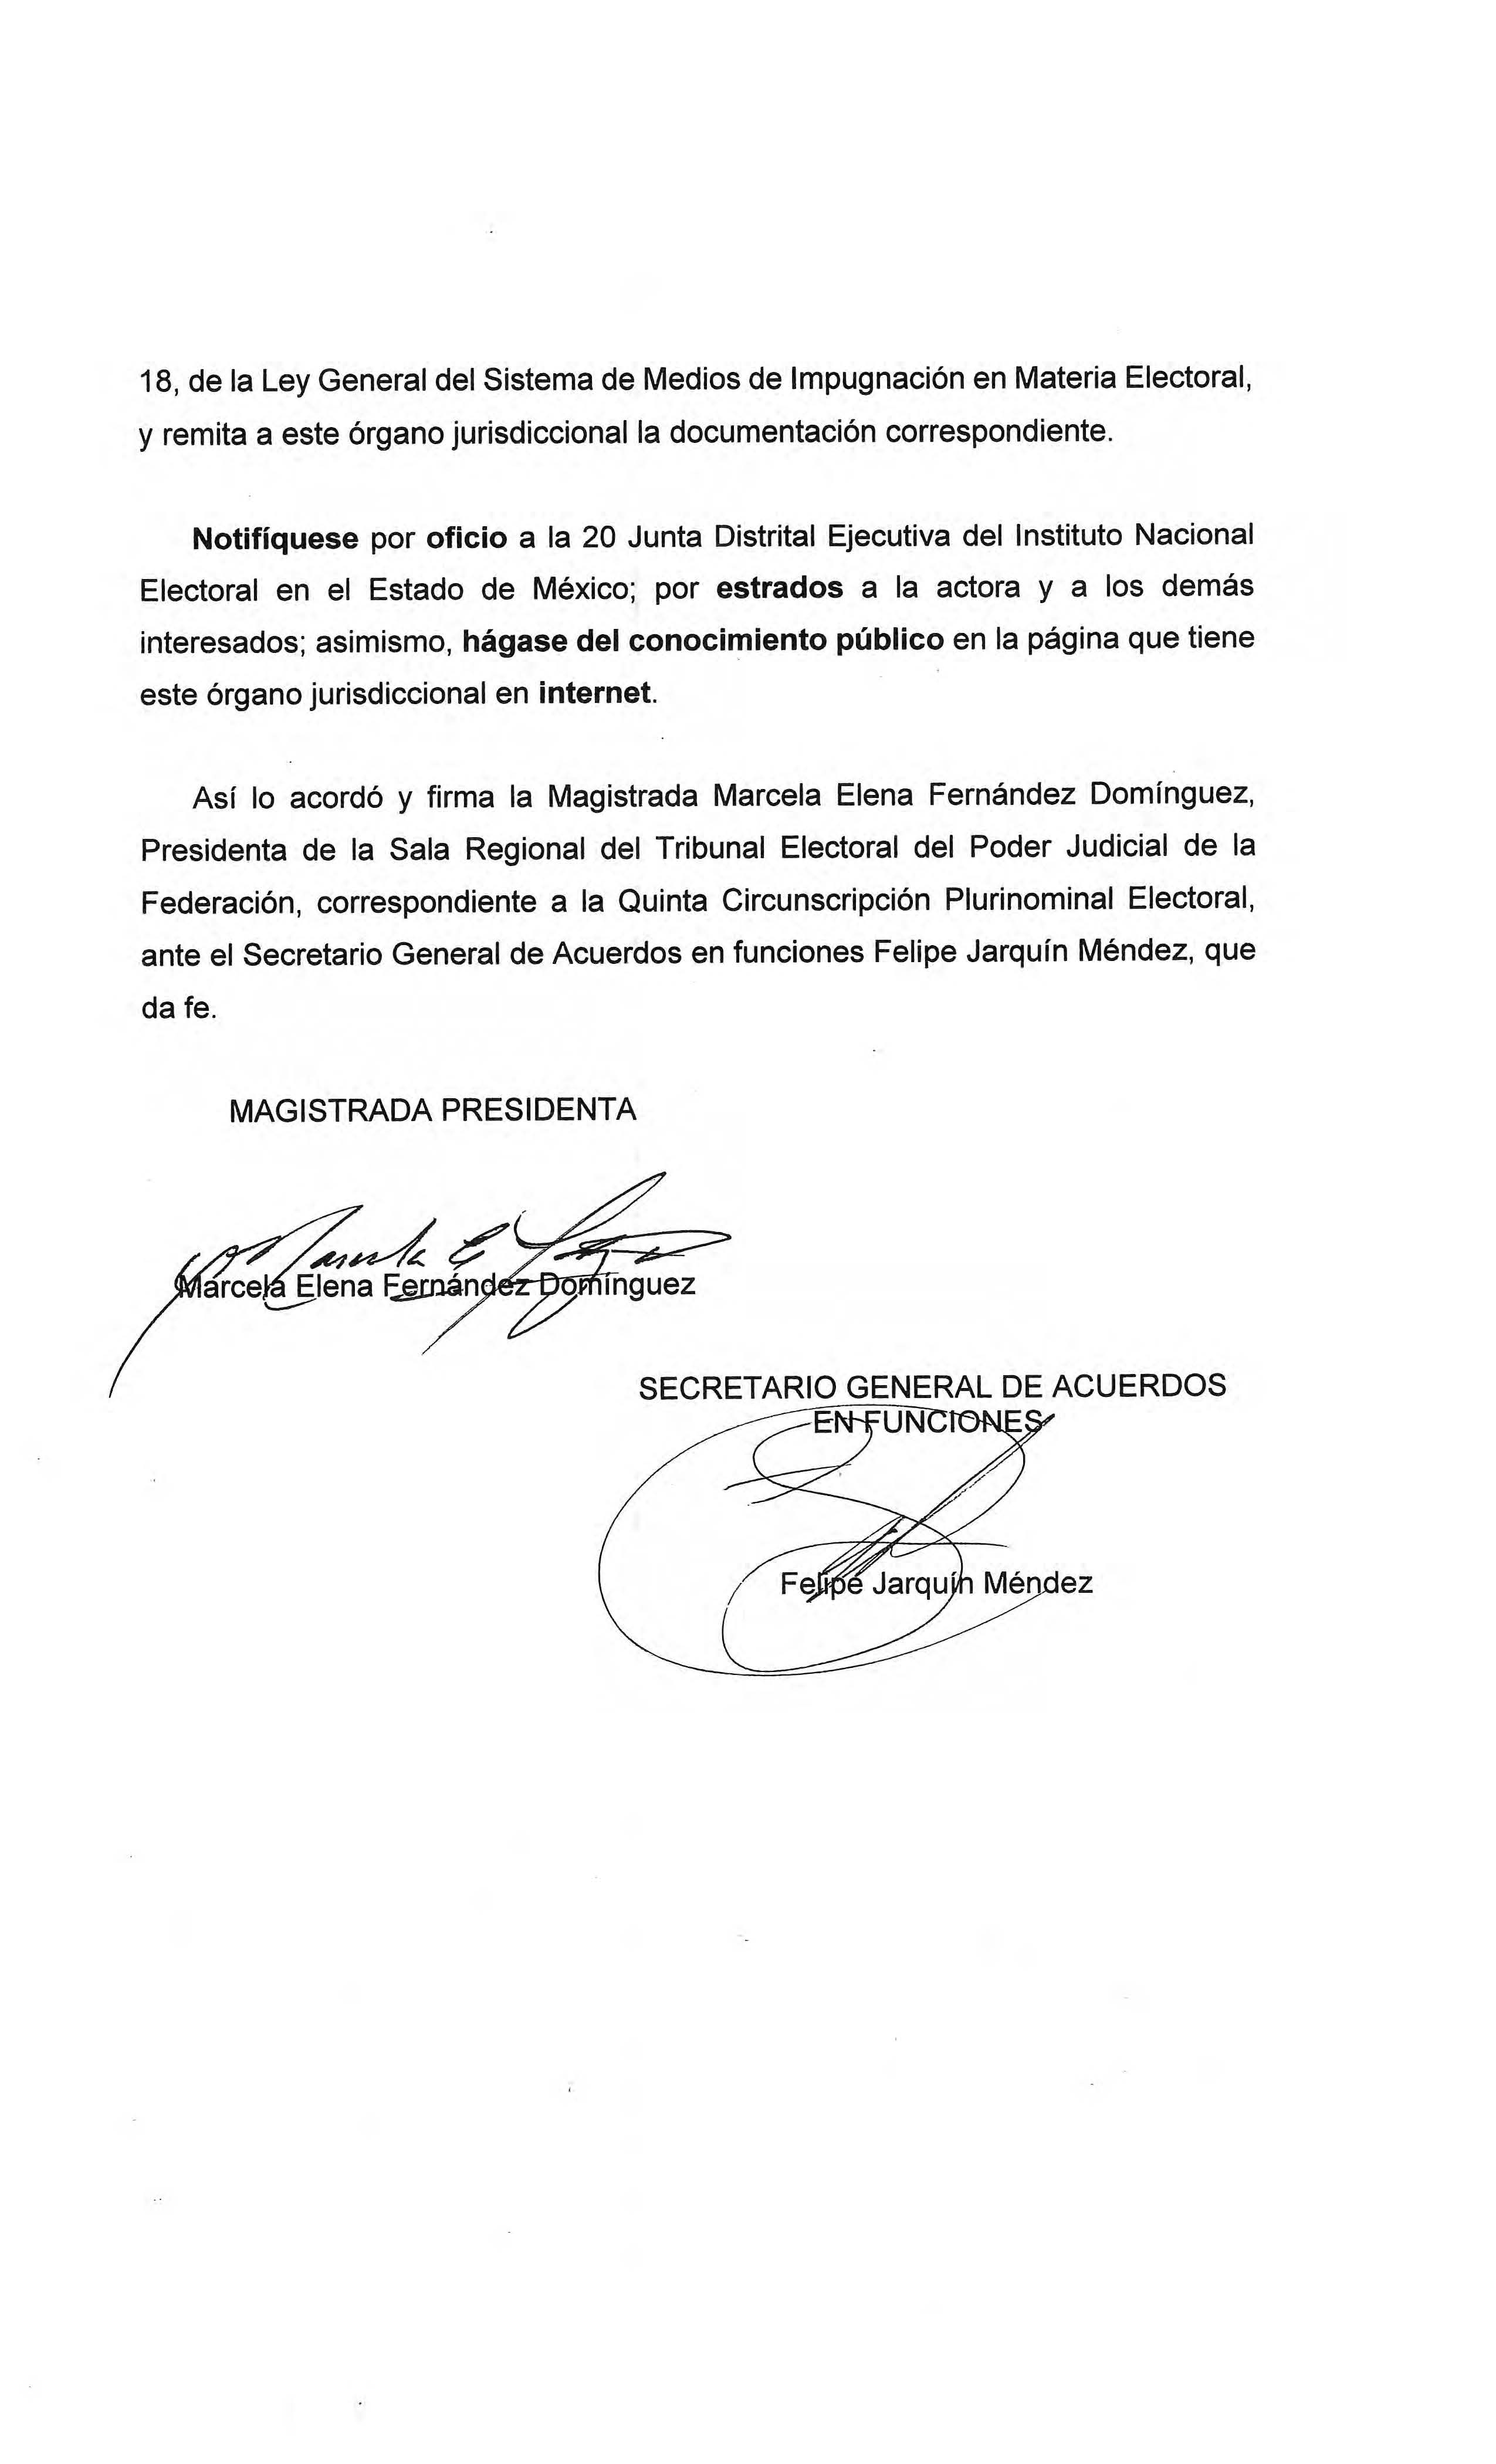 18, de la Ley General del Sistema de Medios de Impugnación en Materia Electoral,
y remita a este órgano jurisdiccional la documentación correspondiente.
Notifíquese por oficio a la 20 Junta Distrital Ejecutiva del Instituto Nacional
Electoral en el Estado de México; por estrados a la actora y a los demás
interesados; asimismo, hágase del conocimiento público en la página que tiene
este órgano jurisdiccional en internet.
Así lo acordó y firma la Magistrada Marcela Elena Fernández Domínguez,
Presidenta de la Sala Regional del Tribunal Electoral del Poder Judicial de la
Federación, correspondiente a la Quinta Circunscripción Plurinominal Electoral,
ante el Secretario General de Acuerdos en funciones Felipe Jarquín Méndez, que
da fe.
MAGISTRADA PRESIDENTA
Marcela Elena Fernández Domínguez
SECRETARIO GENERAL DE ACUERDOS
EN FUNCIONES
Felipe Jarquín Méndez